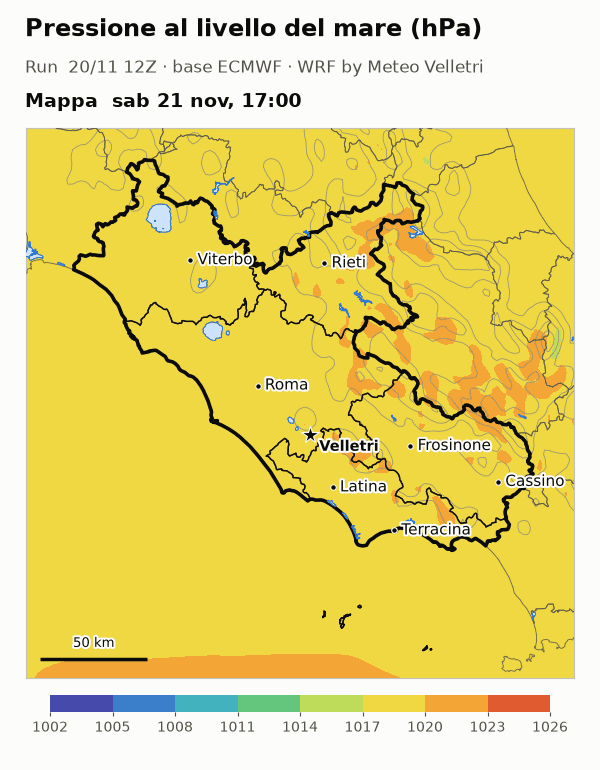 Pressione al livello del mare (hPa)
Run  20/11 12Z · base ECMWF · WRF by Meteo Velletri
Mappa  sab 21 nov, 17:00
Viterbo
Rieti
Roma
Velletri
Frosinone
Latina
Cassino
Terracina
50 km
1002 1005 1008 1011 1014 1017 1020 1023 1026